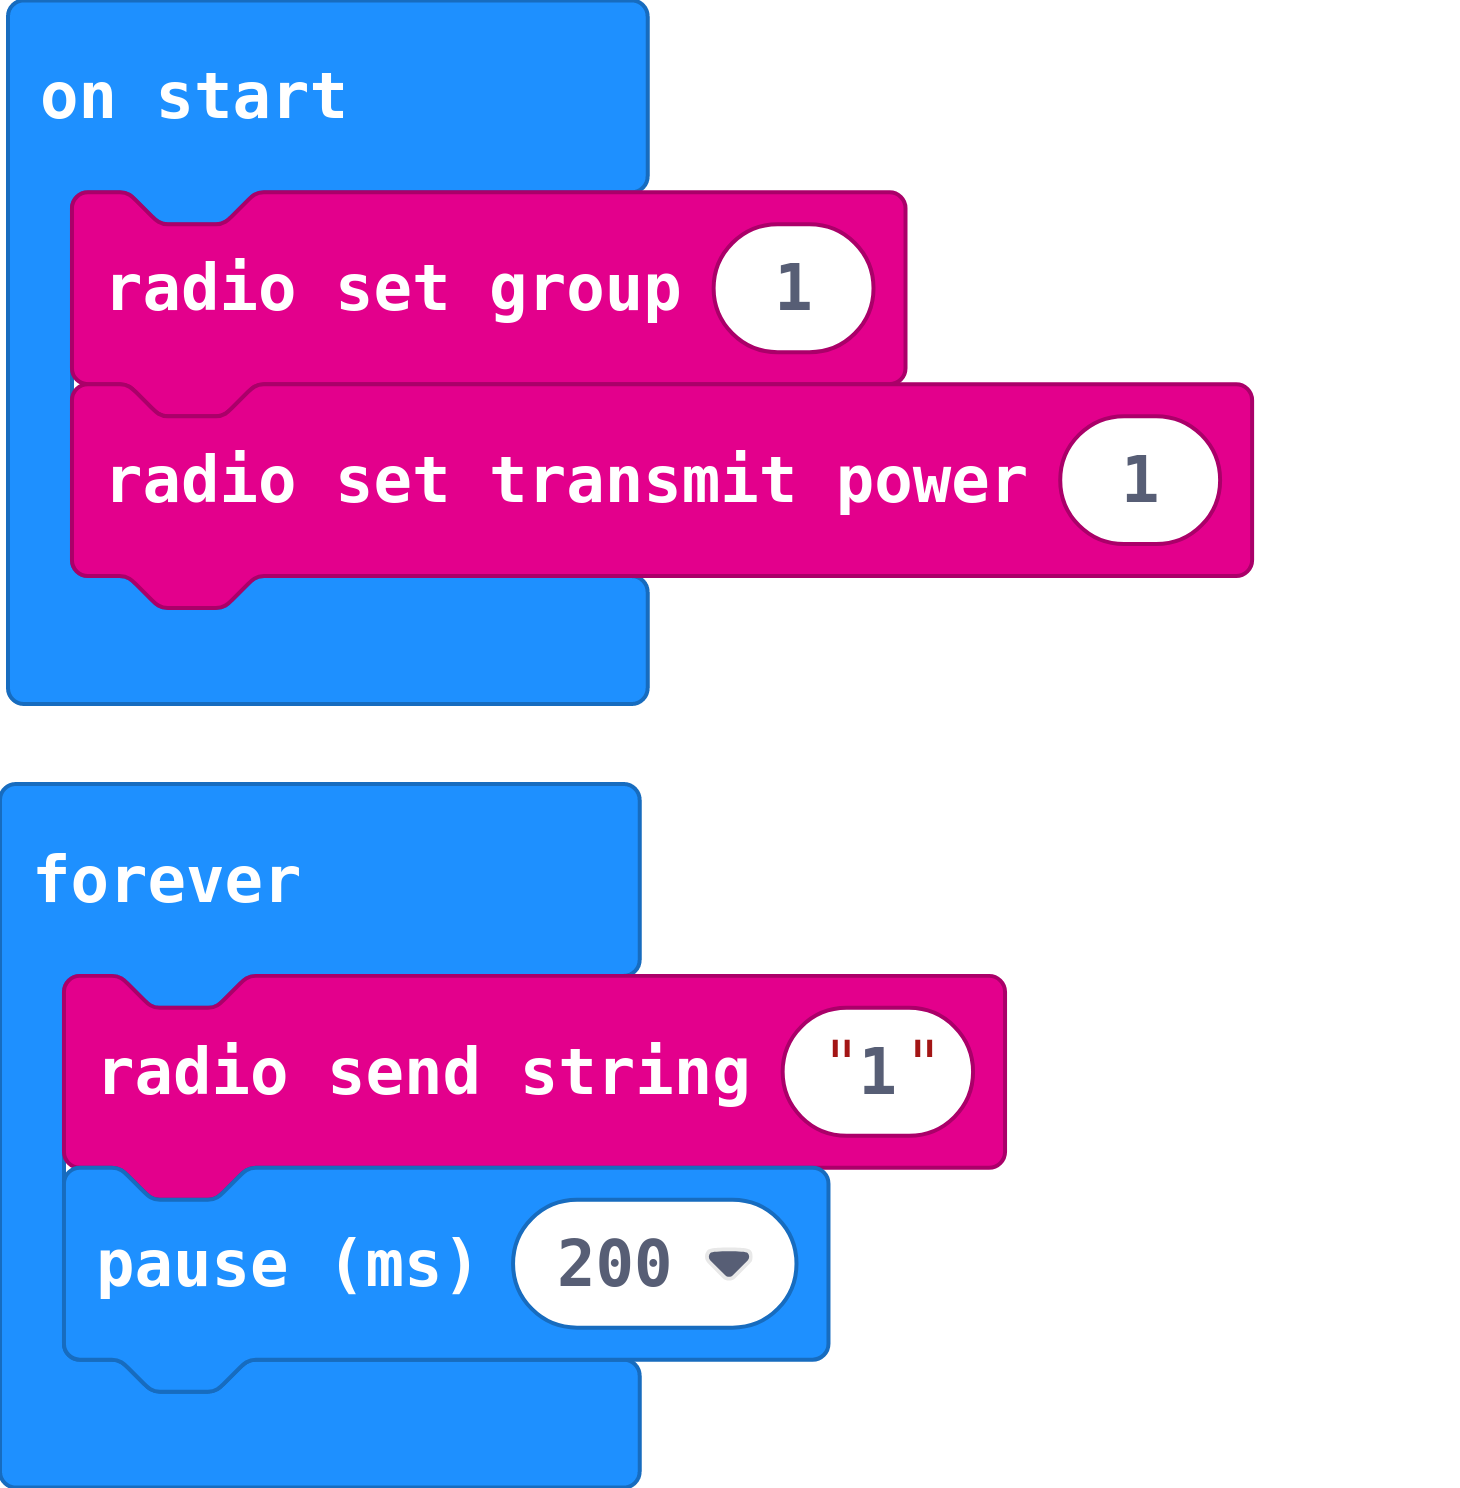 on start
radio set group 1
radio set transmit power 1
forever
radio send string "1"
pause (ms) 200